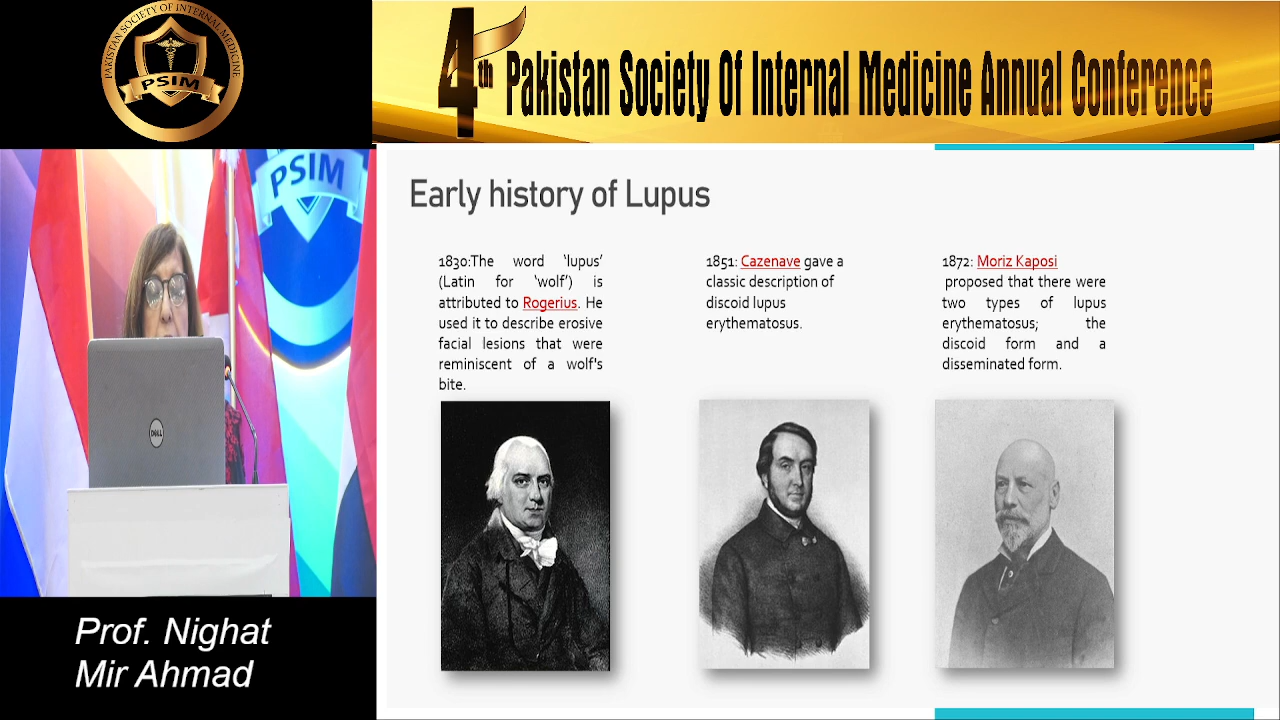 PAKISTAN SOCIETY OF INTERNAL MEDICINE
PSIM
4th Pakistan Society Of Internal Medicine Annual Conference
PSIM
Early history of Lupus
1830:The word ‘lupus’
(Latin for ‘wolf’) is
attributed to Rogerius. He
used it to describe erosive
facial lesions that were
reminiscent of a wolf's
bite.
1851: Cazenave gave a
classic description of
discoid lupus
erythematosus.
1872: Moriz Kaposi
proposed that there were
two types of lupus
erythematosus; the
discoid form and a
disseminated form.
DELL
Prof. Nighat
Mir Ahmad